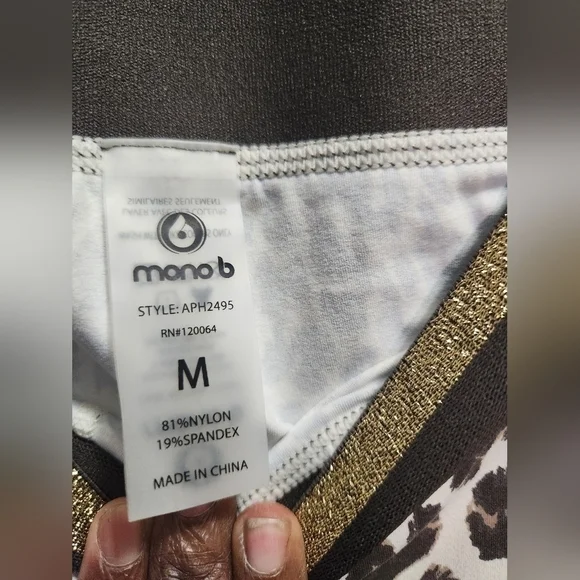 mono b
STYLE: APH2495
RN#120064
M
81%NYLON
19%SPANDEX
MADE IN CHINA